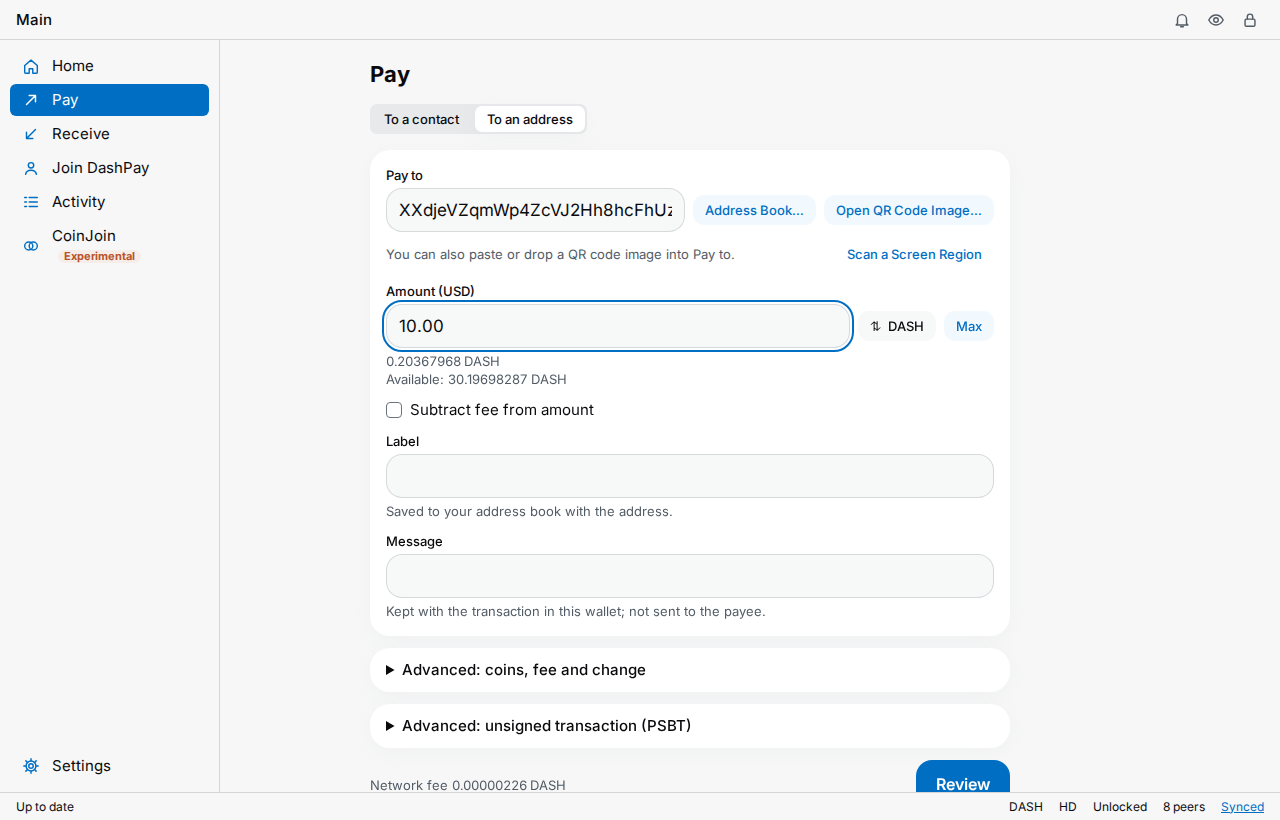 Main
Home
Pay
Receive
Join DashPay
Activity
CoinJoin
Experimental
Settings
Pay
To a contact
To an address
Pay to
XXdjeVZqmWp4ZcVJ2Hh8hcFhUz
Address Book...
Open QR Code Image...
You can also paste or drop a QR code image into Pay to.
Scan a Screen Region
Amount (USD)
10.00
⇅ DASH
Max
0.20367968 DASH
Available: 30.19698287 DASH
Subtract fee from amount
Label
Saved to your address book with the address.
Message
Kept with the transaction in this wallet; not sent to the payee.
Advanced: coins, fee and change
Advanced: unsigned transaction (PSBT)
Network fee 0.00000226 DASH
Review
Up to date
DASH
HD
Unlocked
8 peers
Synced